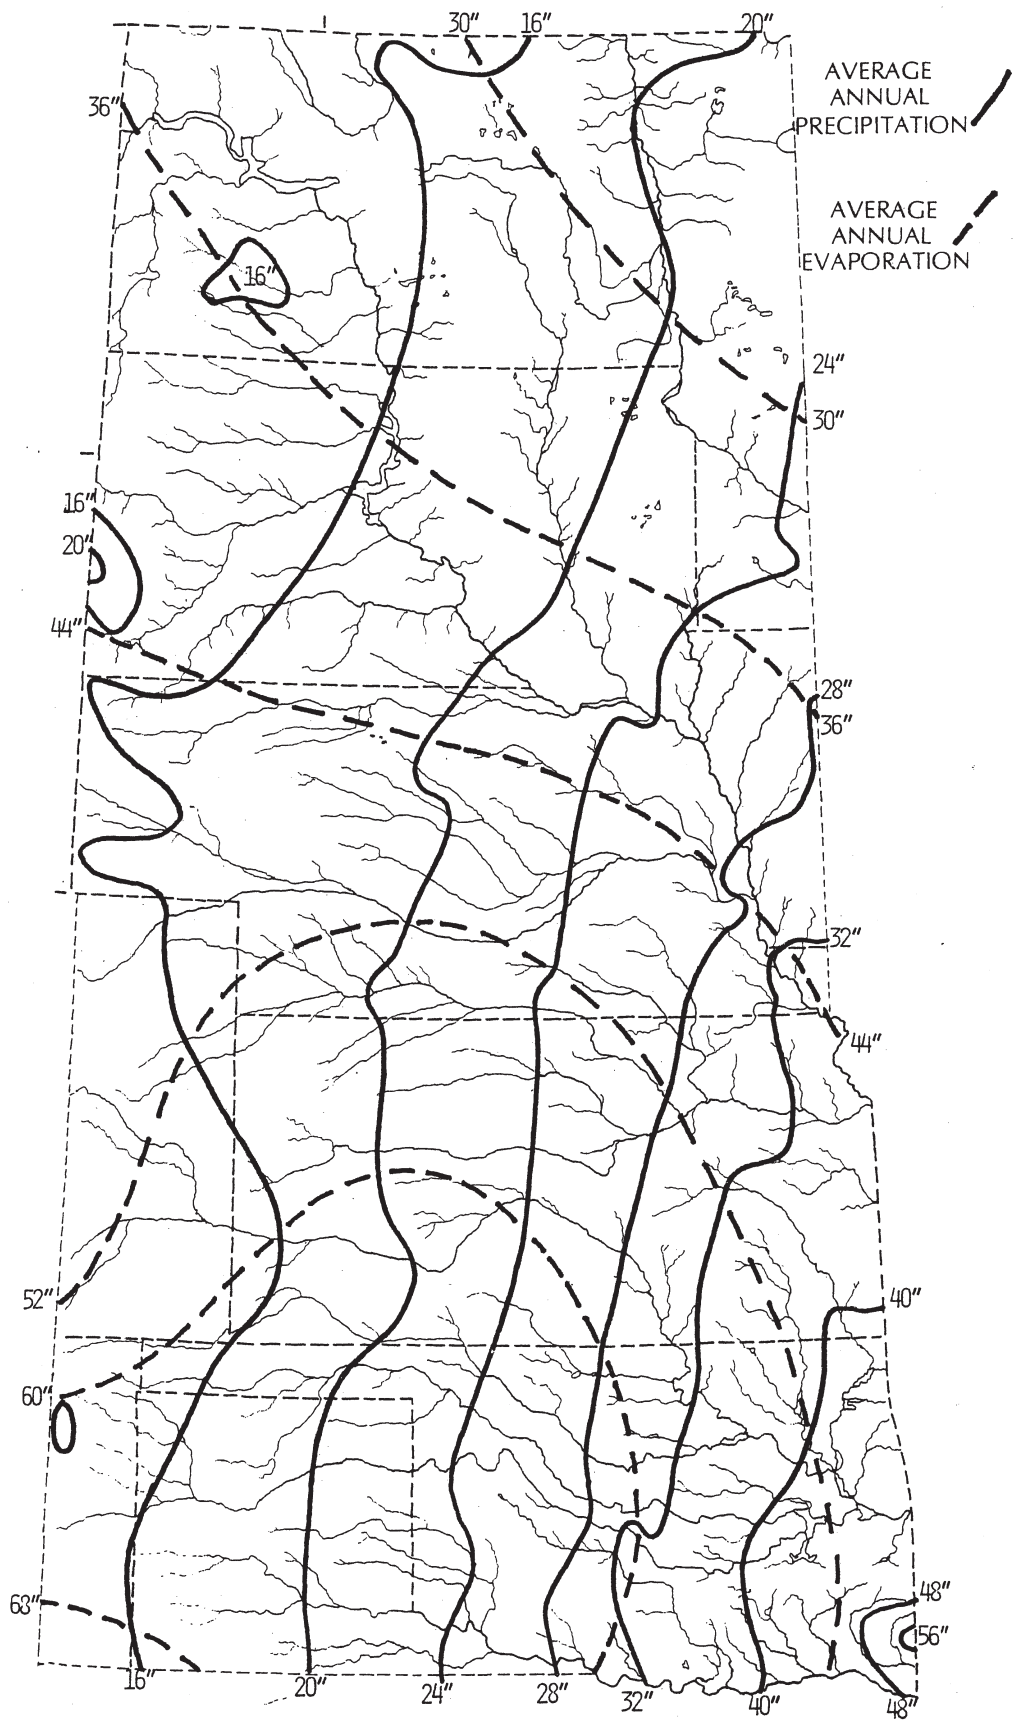 30″ 16″ 20″
AVERAGE
ANNUAL
PRECIPITATION
36″
AVERAGE
ANNUAL
EVAPORATION
16″
24″
30″
16″
20″
44″
28″
36″
32″
44″
52″
40″
60″
48″
68″
56″
16″ 20″ 24″ 28″ 32″ 40″ 48″